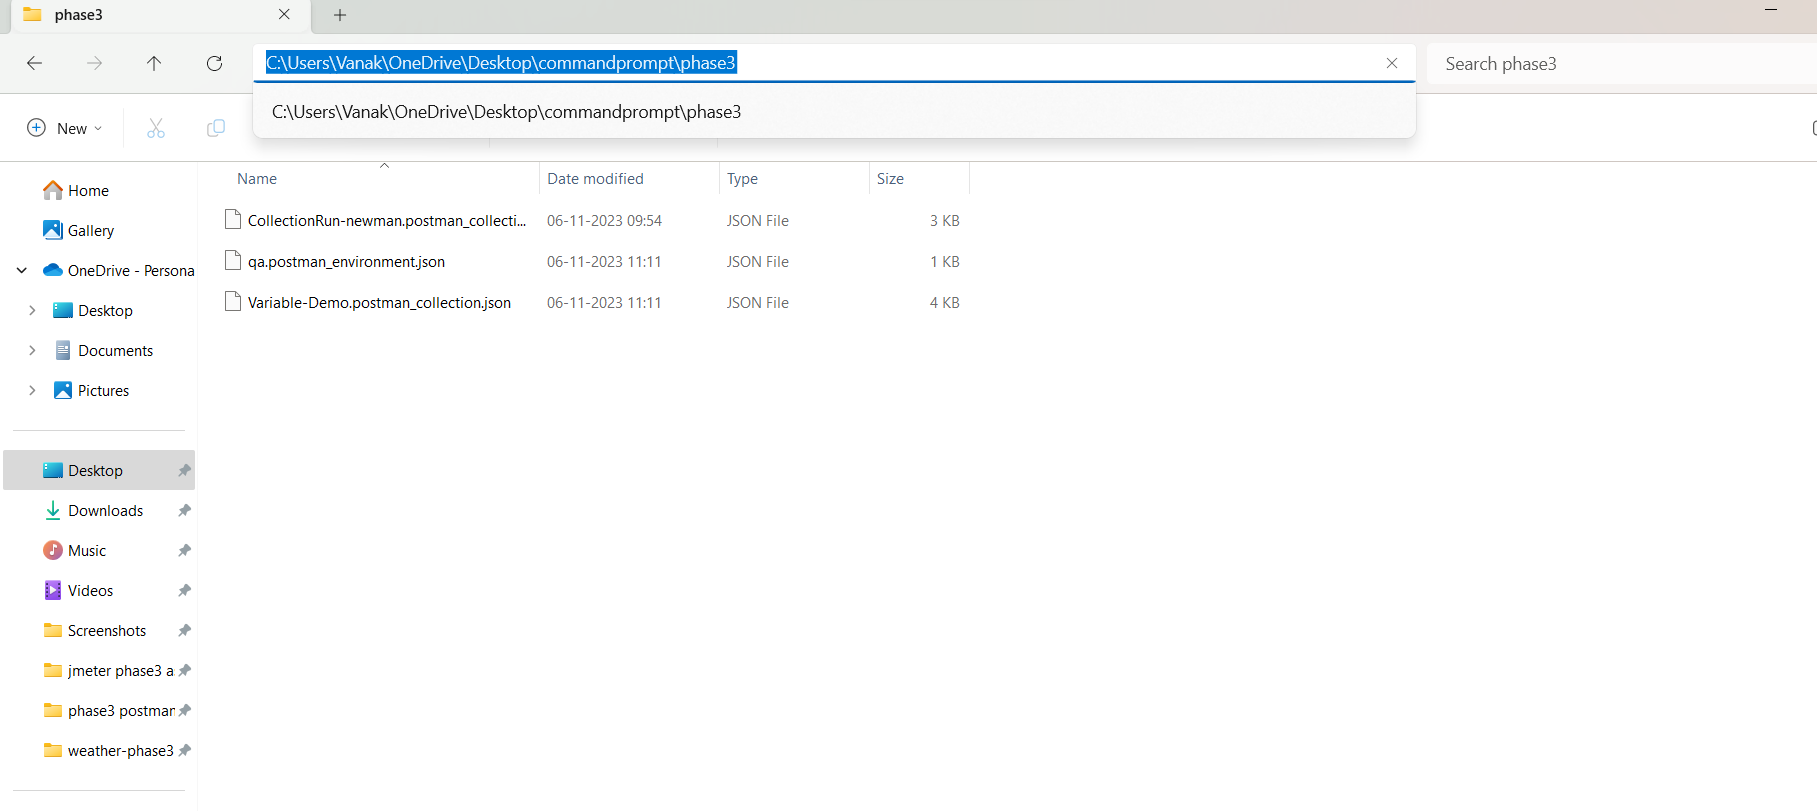 phase3
C:\Users\Vanak\OneDrive\Desktop\commandprompt\phase3
Search phase3
C:\Users\Vanak\OneDrive\Desktop\commandprompt\phase3
New
Name Date modified Type Size
CollectionRun-newman.postman_collecti... 06-11-2023 09:54 JSON File 3 KB
qa.postman_environment.json 06-11-2023 11:11 JSON File 1 KB
Variable-Demo.postman_collection.json 06-11-2023 11:11 JSON File 4 KB
Home
Gallery
OneDrive - Persona
Desktop
Documents
Pictures
Desktop
Downloads
Music
Videos
Screenshots
jmeter phase3 a
phase3 postman
weather-phase3